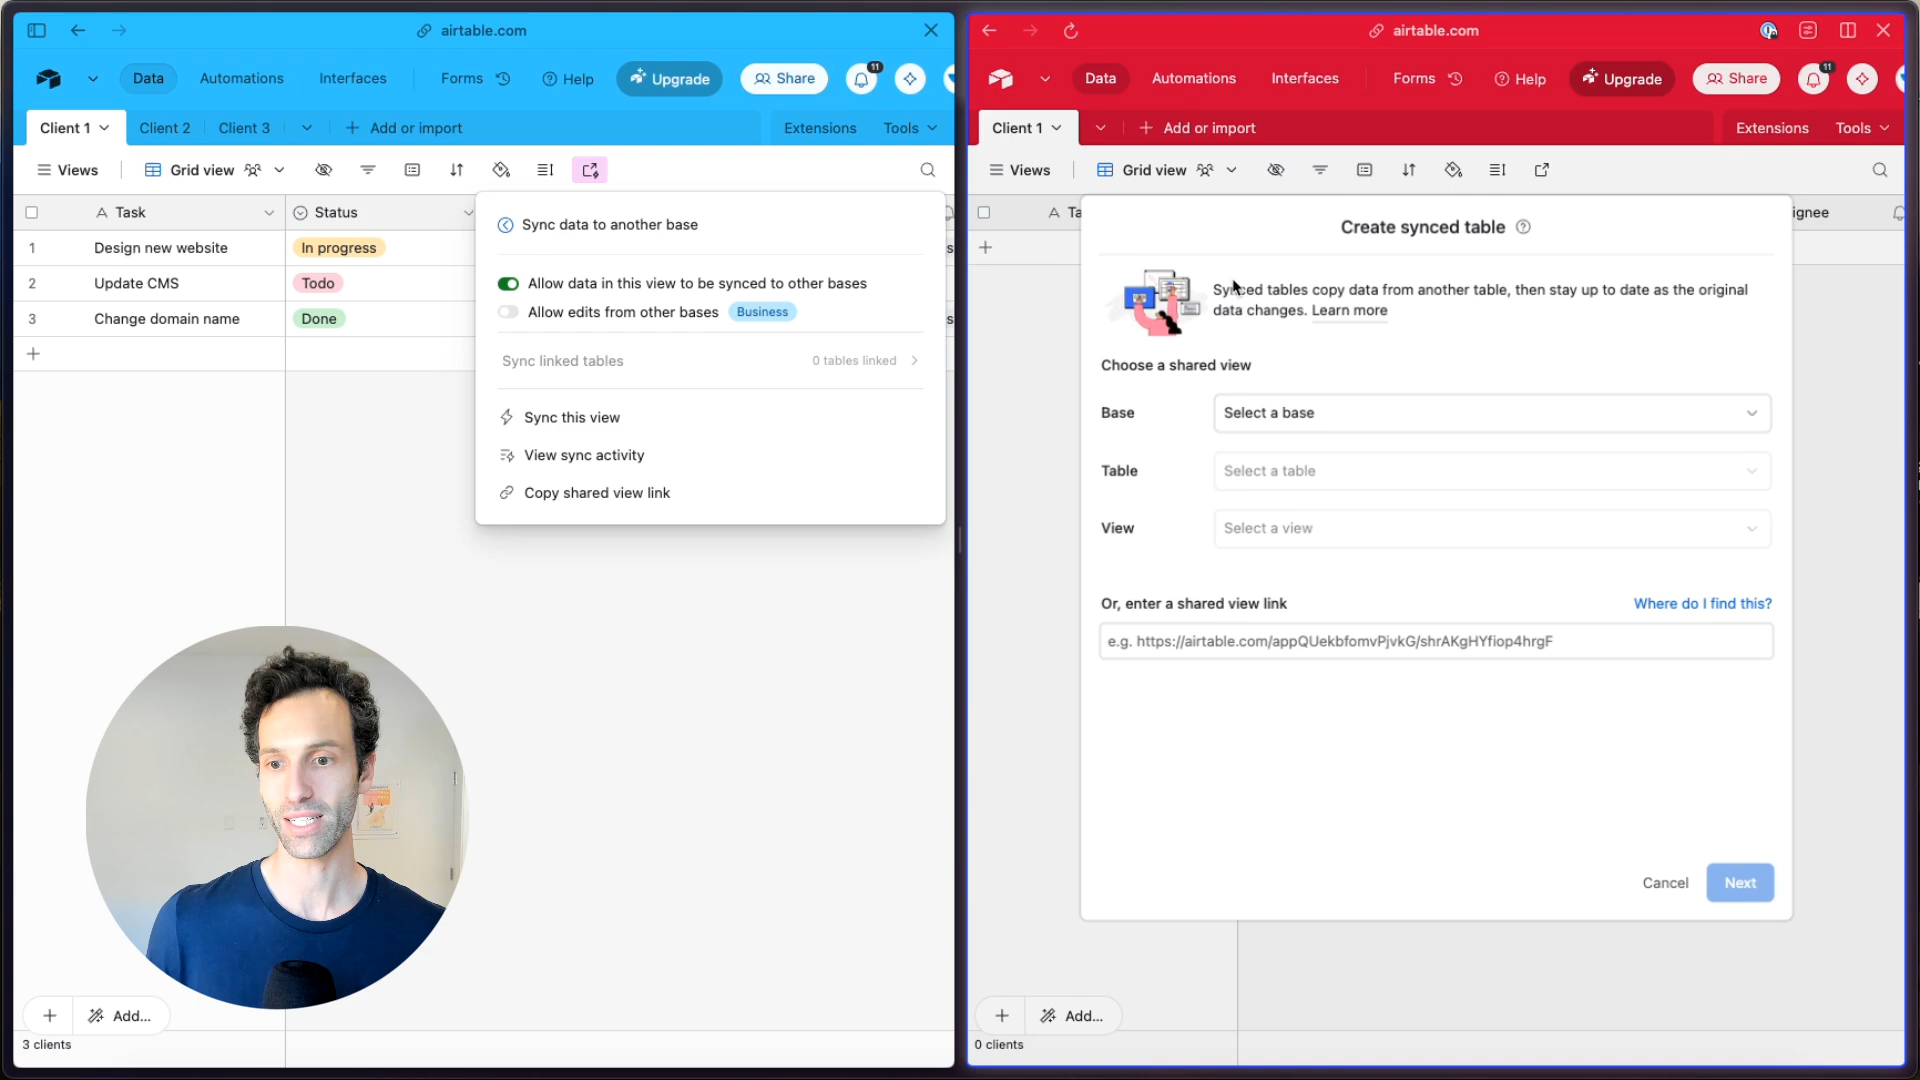 airtable.com
Data
Automations
Interfaces
Forms
Help
Upgrade
Share
11
Client 1
Client 2
Client 3
Add or import
Extensions
Tools
Views
Grid view
Task
Status
1
Design new website
In progress
2
Update CMS
Todo
3
Change domain name
Done
Sync data to another base
Allow data in this view to be synced to other bases
Allow edits from other bases
Business
Sync linked tables
0 tables linked
Sync this view
View sync activity
Copy shared view link
Add...
3 clients
airtable.com
Data
Automations
Interfaces
Forms
Help
Upgrade
Share
11
Client 1
Add or import
Extensions
Tools
Views
Grid view
Ta
ignee
Create synced table
Synced tables copy data from another table, then stay up to date as the original
data changes. Learn more
Choose a shared view
Base
Select a base
Table
Select a table
View
Select a view
Or, enter a shared view link
Where do I find this?
e.g. https://airtable.com/appQUekbfomvPjvkG/shrAKgHYfiop4hrgF
Cancel
Next
Add...
0 clients